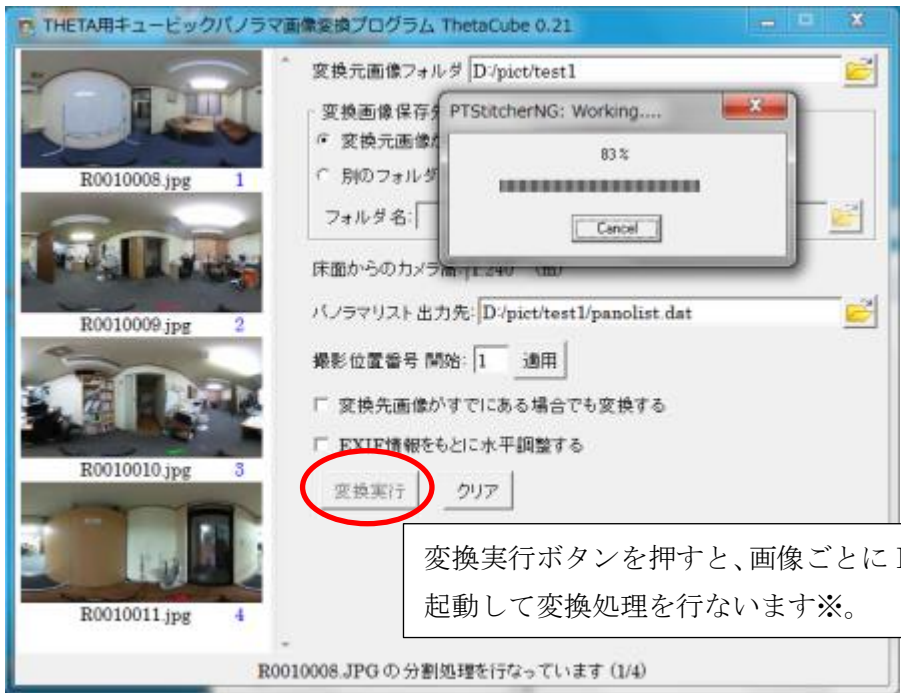 THETA用キュービックパノラマ画像変換プログラム ThetaCube 0.21
変換元画像フォルダ D:/pict/test1
変換画像保存
PTStitcherNG: Working....
変換元画像
83%
別のフォルダ
フォルダ名:
Cancel
床面からのカメラ高: 1.240 (m)
パノラマリスト出力先: D:/pict/test1/panolist.dat
撮影位置番号 開始: 1 適用
変換先画像がすでにある場合でも変換する
EXIF情報をもとに水平調整する
変換実行 クリア
R0010008.jpg 1
R0010009.jpg 2
R0010010.jpg 3
R0010011.jpg 4
変換実行ボタンを押すと、画像ごとに
起動して変換処理を行ないます※。
R0010008.JPG の分割処理を行なっています (1/4)